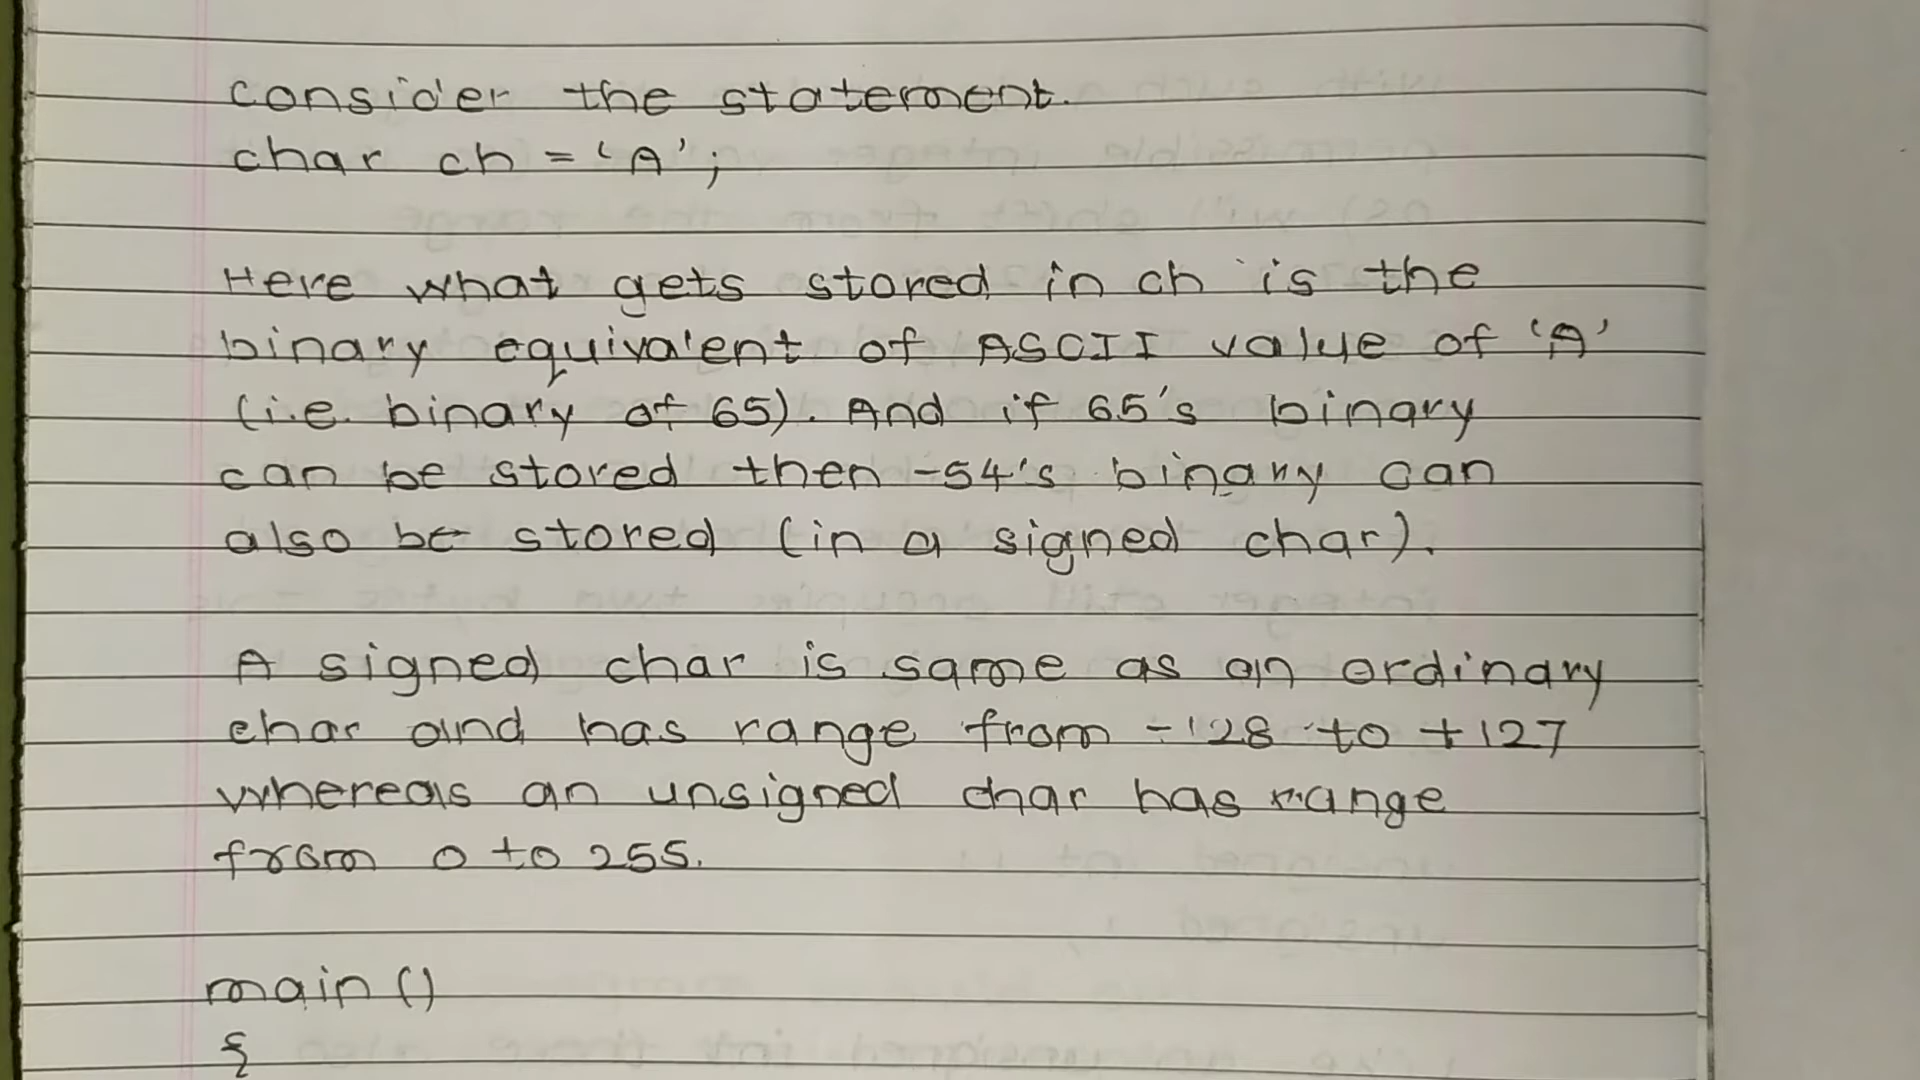 consider the statement.
char ch = 'A';
Here what gets stored in ch is the
binary equivalent of ASCII value of 'A'
(i.e. binary of 65). And if 65's binary
can be stored then -54's binary can
also be stored (in a signed char).
A signed char is same as an ordinary
char and has range from -128 to +127
whereas an unsigned char has range
from 0 to 255.
main ()
{